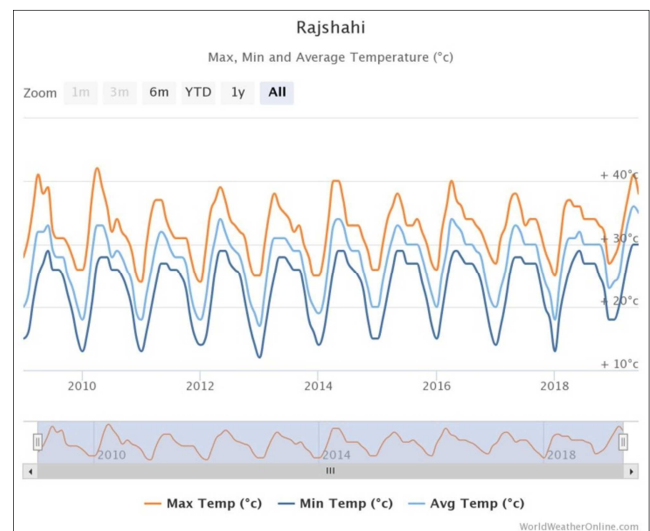 Rajshahi
Max, Min and Average Temperature (°c)
Zoom 1m 3m 6m YTD 1y All
+ 40°c
+ 30°c
+ 20°c
+ 10°c
2010 2012 2014 2016 2018
2010 2014 2018
Max Temp (°c) Min Temp (°c) Avg Temp (°c)
WorldWeatherOnline.com